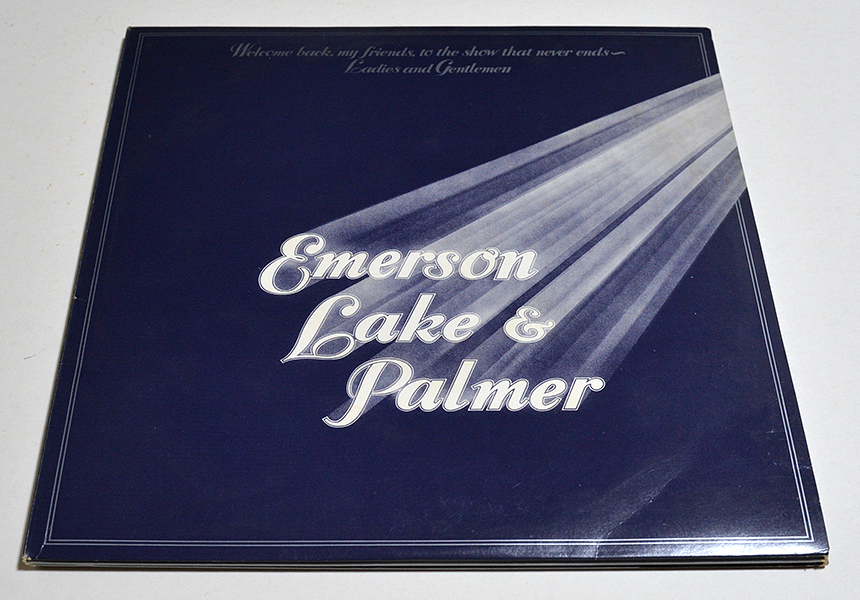 Welcome back, my friends, to the show that never ends~
Ladies and Gentlemen
Emerson
Lake &
Palmer